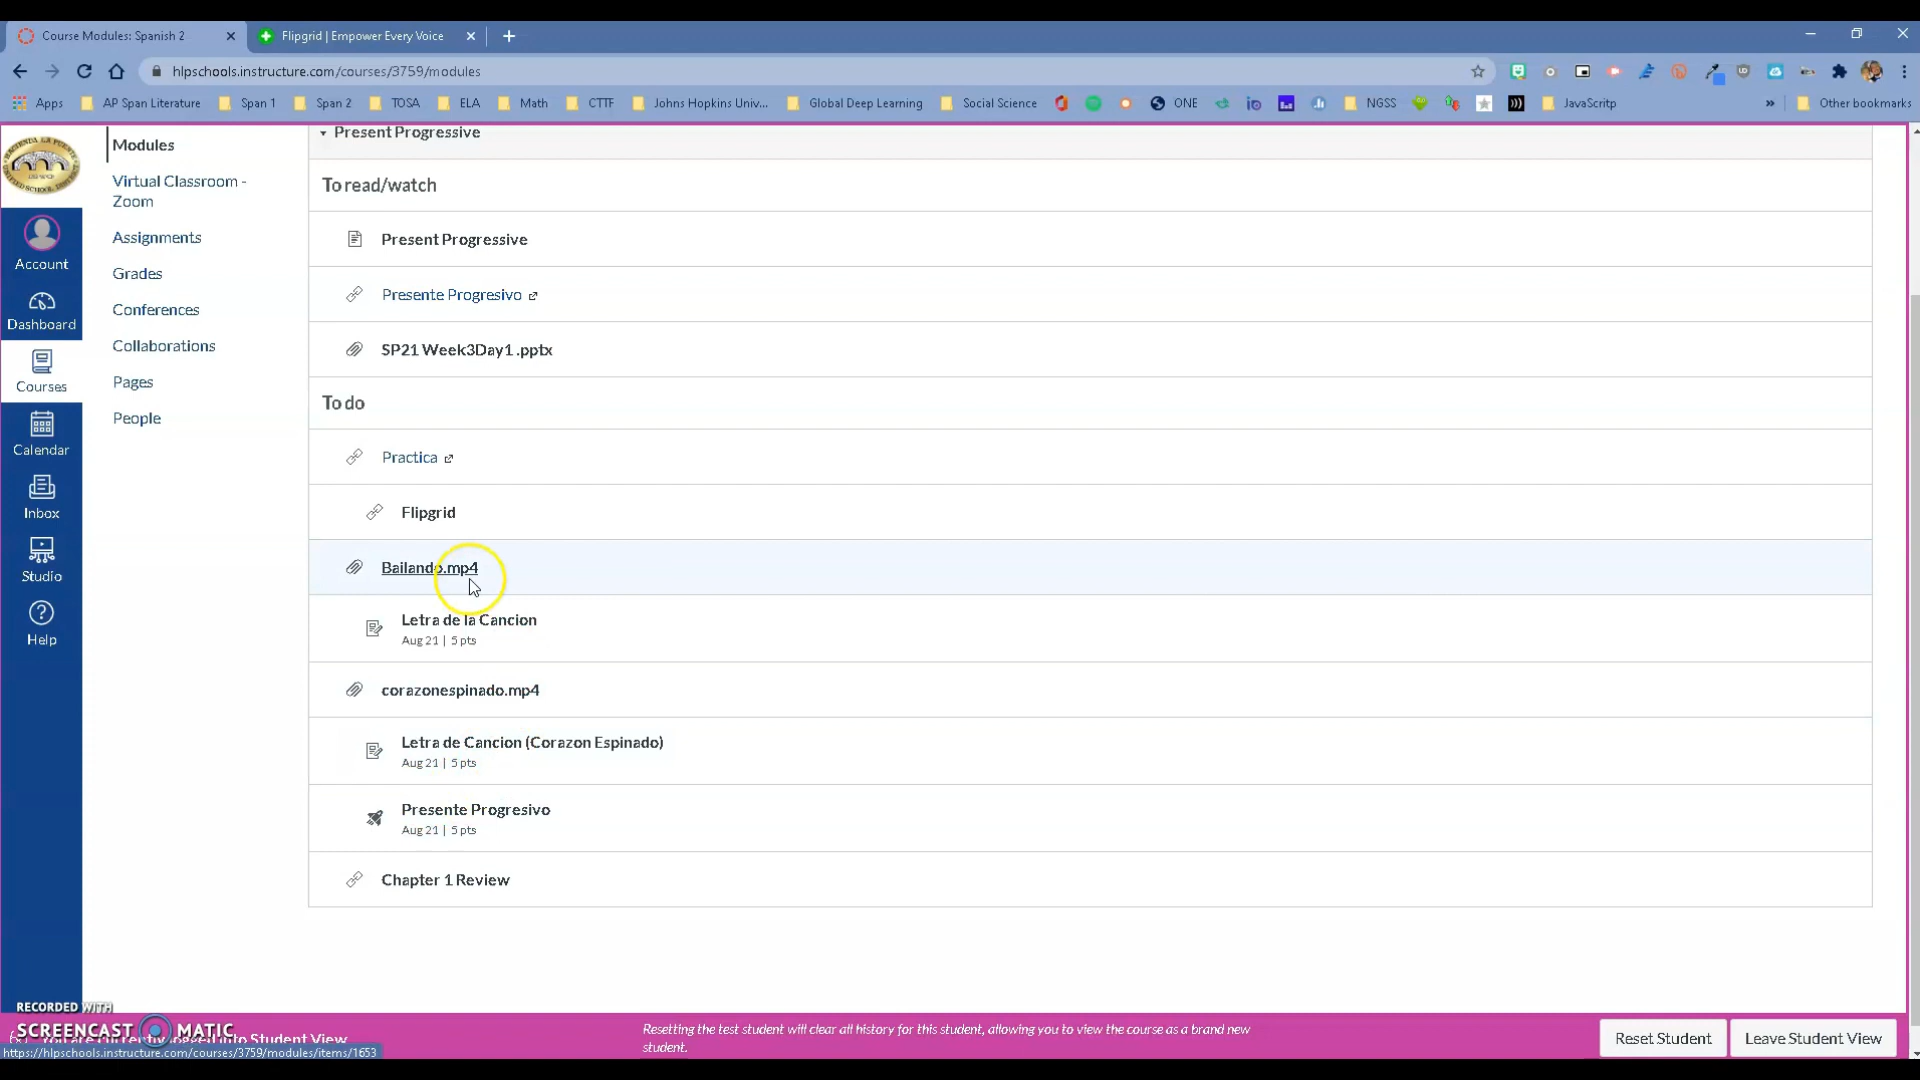 Course Modules: Spanish 2
Flipgrid | Empower Every Voice
hlpschools.instructure.com/courses/3759/modules
Apps AP Span Literature Span 1 Span 2 TOSA ELA Math CTTF Johns Hopkins Univ... Global Deep Learning Social Science ONE NGSS JavaScritp » Other bookmarks
Modules
Virtual Classroom -
Zoom
Assignments
Grades
Conferences
Collaborations
Pages
People
Account
Dashboard
Courses
Calendar
Inbox
Studio
Help
Present Progressive
To read/watch
Present Progressive
Presente Progresivo
SP21 Week3Day1 .pptx
To do
Practica
Flipgrid
Bailando.mp4
Letra de la Cancion
Aug 21 | 5 pts
corazonespinado.mp4
Letra de Cancion (Corazon Espinado)
Aug 21 | 5 pts
Presente Progresivo
Aug 21 | 5 pts
Chapter 1 Review
RECORDED WITH
SCREENCAST MATIC
You are currently logged into Student View
https://hlpschools.instructure.com/courses/3759/modules/items/1653
Resetting the test student will clear all history for this student, allowing you to view the course as a brand new
student.
Reset Student
Leave Student View